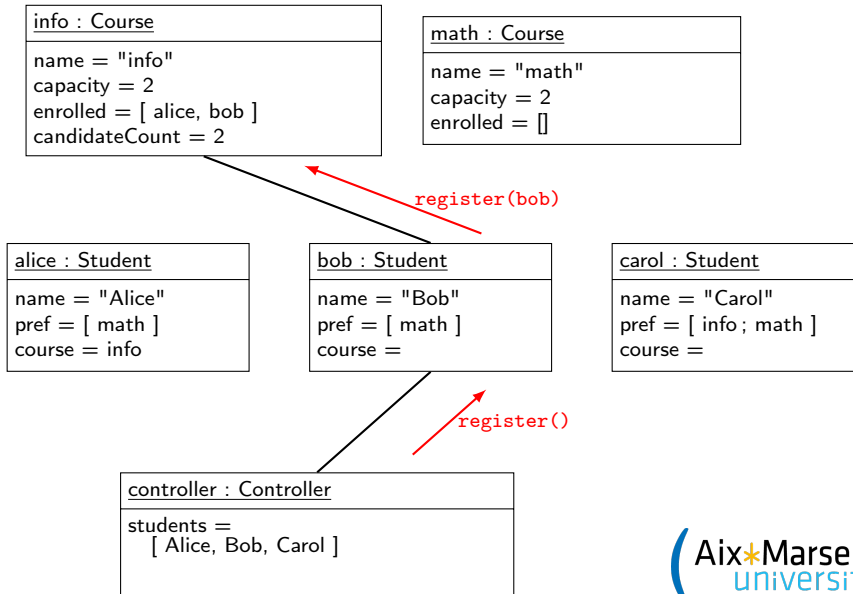 info : Course
name = "info"
capacity = 2
enrolled = [ alice, bob ]
candidateCount = 2
math : Course
name = "math"
capacity = 2
enrolled = []
register(bob)
alice : Student
name = "Alice"
pref = [ math ]
course = info
bob : Student
name = "Bob"
pref = [ math ]
course =
carol : Student
name = "Carol"
pref = [ info ; math ]
course =
register()
controller : Controller
students =
[ Alice, Bob, Carol ]
Aix*Marse
universit